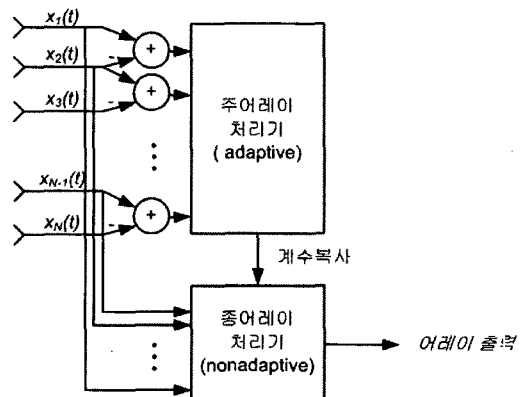 x1(t)
x2(t)
x3(t)
xN-1(t)
xN(t)
+
-
+
-
+
-
주어레이
처리기
( adaptive)
계수복사
종어레이
처리기
(nonadaptive)
어레이 출력